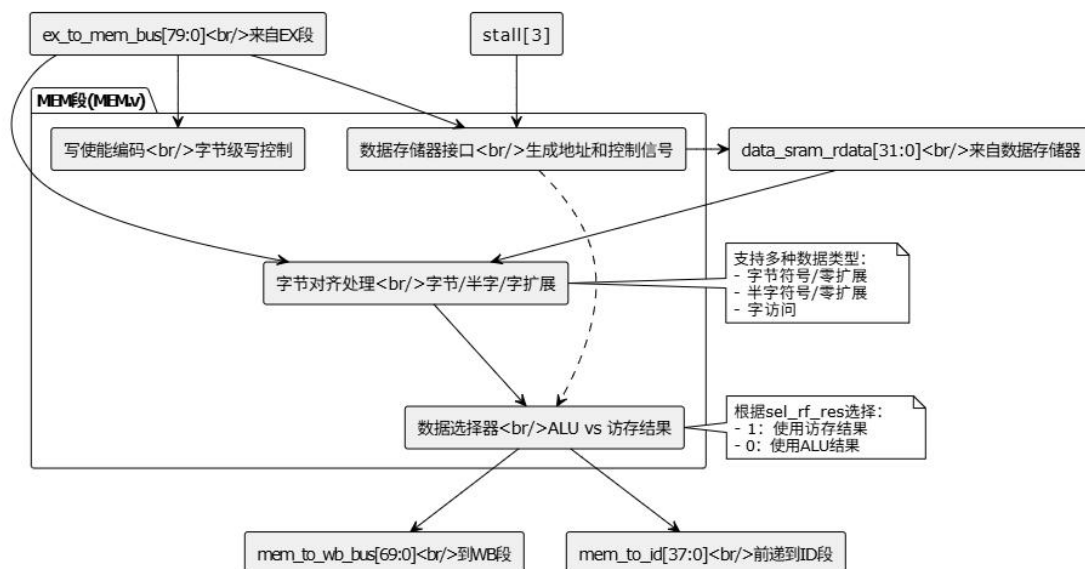 ex_to_mem_bus[79:0]<br/>来自EX段
stall[3]
MEM段(MEM.v)
写使能编码<br/>字节级写控制
数据存储器接口<br/>生成地址和控制信号
data_sram_rdata[31:0]<br/>来自数据存储器
字节对齐处理<br/>字节/半字/字扩展
支持多种数据类型：
- 字节符号/零扩展
- 半字符号/零扩展
- 字访问
数据选择器<br/>ALU vs 访存结果
根据sel_rf_res选择：
- 1：使用访存结果
- 0：使用ALU结果
mem_to_wb_bus[69:0]<br/>到WB段
mem_to_id[37:0]<br/>前递到ID段